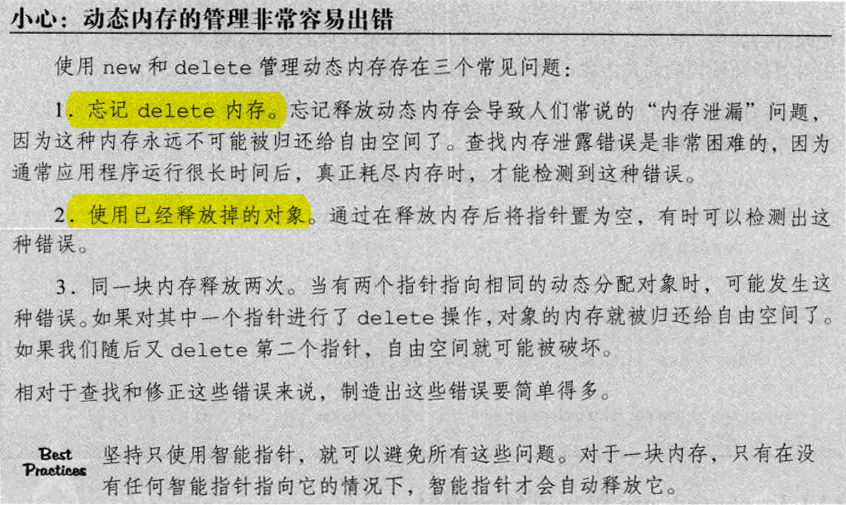 小心：动态内存的管理非常容易出错
使用 new 和 delete 管理动态内存存在三个常见问题：
1．忘记 delete 内存。忘记释放动态内存会导致人们常说的“内存泄漏”问题，
因为这种内存永远不可能被归还给自由空间了。查找内存泄露错误是非常困难的，因为
通常应用程序运行很长时间后，真正耗尽内存时，才能检测到这种错误。
2．使用已经释放掉的对象。通过在释放内存后将指针置为空，有时可以检测出这
种错误。
3．同一块内存释放两次。当有两个指针指向相同的动态分配对象时，可能发生这
种错误。如果对其中一个指针进行了 delete 操作，对象的内存就被归还给自由空间了。
如果我们随后又 delete 第二个指针，自由空间就可能被破坏。
相对于查找和修正这些错误来说，制造出这些错误要简单得多。
Best 坚持只使用智能指针，就可以避免所有这些问题。对于一块内存，只有在没
Practices 有任何智能指针指向它的情况下，智能指针才会自动释放它。